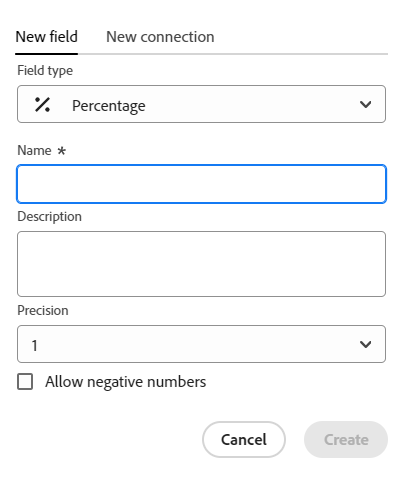 New field New connection
Field type
Percentage
Name *
Description
Precision
1
Allow negative numbers
Cancel Create